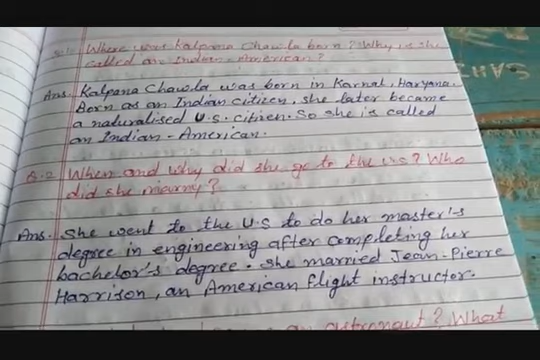 Q.1. Where was Kalpana Chawla born? Why is she
called an Indian-American?
Ans. Kalpana Chawla was born in Karnal, Haryana.
Born as an Indian citizen, she later became
a naturalised U.S. citizen. So she is called
an Indian-American.
Q.2 When and why did she go to the U.S? Who
did she marry?
Ans. She went to the U.S to do her master's
degree in engineering after completing her
bachelor's degree. She married Jean-Pierre
Harrison, an American flight instructor.
an astronaut? What